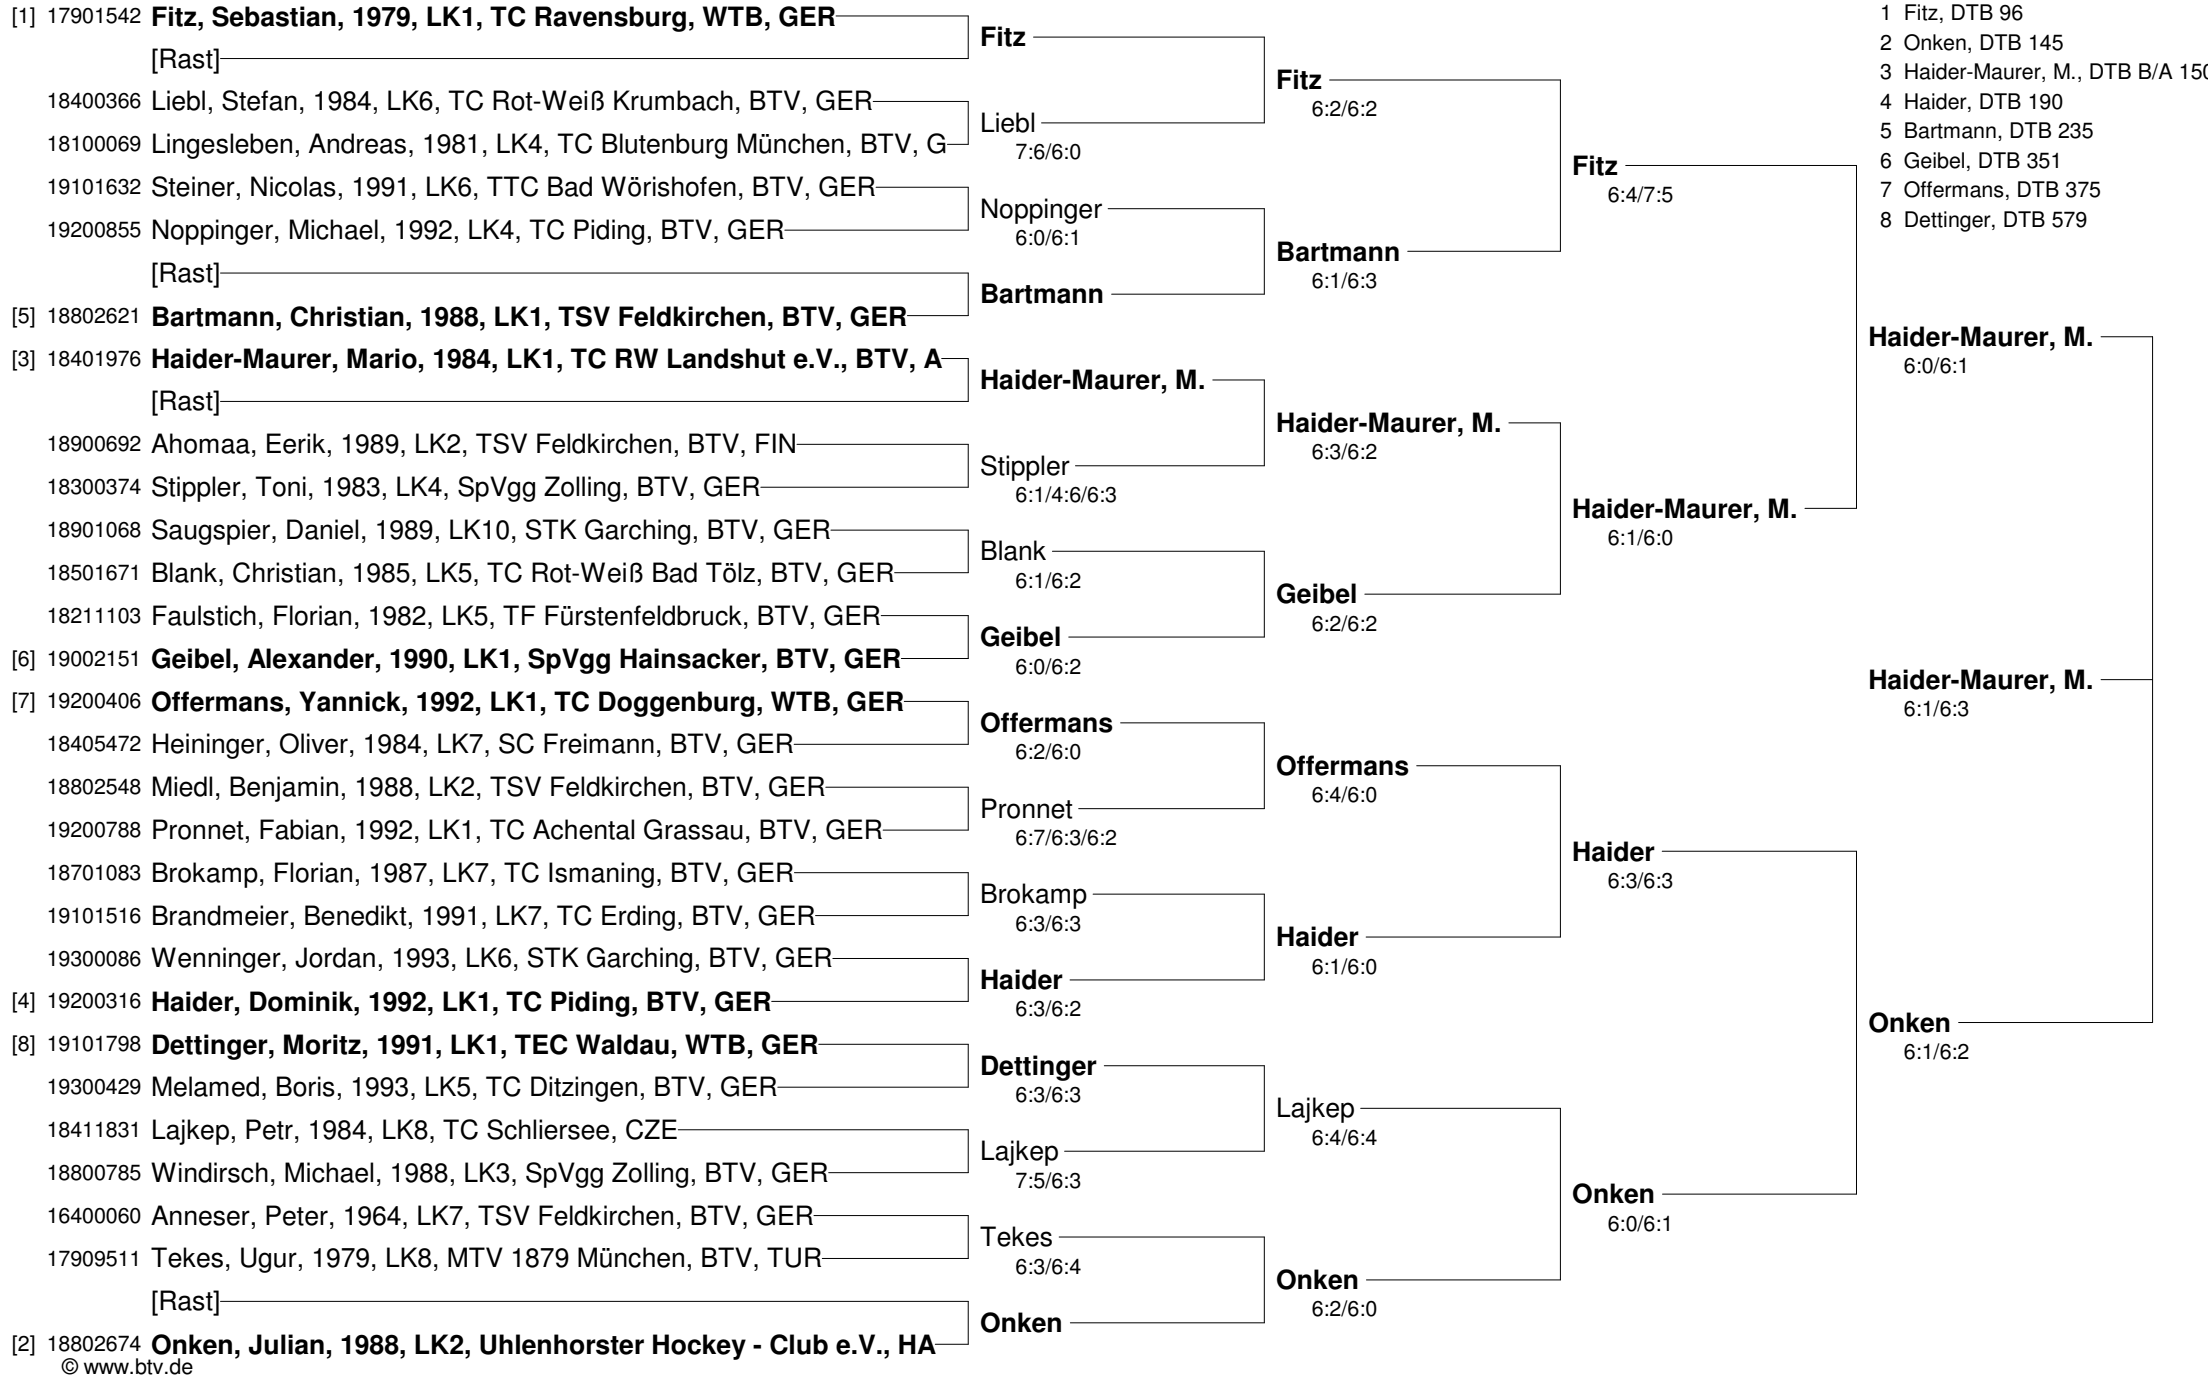 [1] 17901542 Fitz, Sebastian, 1979, LK1, TC Ravensburg, WTB, GER
[Rast]
18400366 Liebl, Stefan, 1984, LK6, TC Rot-Weiß Krumbach, BTV, GER
18100069 Lingesleben, Andreas, 1981, LK4, TC Blutenburg München, BTV, G
19101632 Steiner, Nicolas, 1991, LK6, TTC Bad Wörishofen, BTV, GER
19200855 Noppinger, Michael, 1992, LK4, TC Piding, BTV, GER
[Rast]
[5] 18802621 Bartmann, Christian, 1988, LK1, TSV Feldkirchen, BTV, GER
[3] 18401976 Haider-Maurer, Mario, 1984, LK1, TC RW Landshut e.V., BTV, A
[Rast]
18900692 Ahomaa, Eerik, 1989, LK2, TSV Feldkirchen, BTV, FIN
18300374 Stippler, Toni, 1983, LK4, SpVgg Zolling, BTV, GER
18901068 Saugspier, Daniel, 1989, LK10, STK Garching, BTV, GER
18501671 Blank, Christian, 1985, LK5, TC Rot-Weiß Bad Tölz, BTV, GER
18211103 Faulstich, Florian, 1982, LK5, TF Fürstenfeldbruck, BTV, GER
[6] 19002151 Geibel, Alexander, 1990, LK1, SpVgg Hainsacker, BTV, GER
[7] 19200406 Offermans, Yannick, 1992, LK1, TC Doggenburg, WTB, GER
18405472 Heininger, Oliver, 1984, LK7, SC Freimann, BTV, GER
18802548 Miedl, Benjamin, 1988, LK2, TSV Feldkirchen, BTV, GER
19200788 Pronnet, Fabian, 1992, LK1, TC Achental Grassau, BTV, GER
18701083 Brokamp, Florian, 1987, LK7, TC Ismaning, BTV, GER
19101516 Brandmeier, Benedikt, 1991, LK7, TC Erding, BTV, GER
19300086 Wenninger, Jordan, 1993, LK6, STK Garching, BTV, GER
[4] 19200316 Haider, Dominik, 1992, LK1, TC Piding, BTV, GER
[8] 19101798 Dettinger, Moritz, 1991, LK1, TEC Waldau, WTB, GER
19300429 Melamed, Boris, 1993, LK5, TC Ditzingen, BTV, GER
18411831 Lajkep, Petr, 1984, LK8, TC Schliersee, CZE
18800785 Windirsch, Michael, 1988, LK3, SpVgg Zolling, BTV, GER
16400060 Anneser, Peter, 1964, LK7, TSV Feldkirchen, BTV, GER
17909511 Tekes, Ugur, 1979, LK8, MTV 1879 München, BTV, TUR
[Rast]
[2] 18802674 Onken, Julian, 1988, LK2, Uhlenhorster Hockey - Club e.V., HA
© www.btv.de
Fitz
Liebl
7:6/6:0
Noppinger
6:0/6:1
Bartmann
Haider-Maurer, M.
Stippler
6:1/4:6/6:3
Blank
6:1/6:2
Geibel
6:0/6:2
Offermans
6:2/6:0
Pronnet
6:7/6:3/6:2
Brokamp
6:3/6:3
Haider
6:3/6:2
Dettinger
6:3/6:3
Lajkep
7:5/6:3
Tekes
6:3/6:4
Onken
Fitz
6:2/6:2
Bartmann
6:1/6:3
Haider-Maurer, M.
6:3/6:2
Geibel
6:2/6:2
Offermans
6:4/6:0
Haider
6:1/6:0
Lajkep
6:4/6:4
Onken
6:2/6:0
Fitz
6:4/7:5
Haider-Maurer, M.
6:1/6:0
Haider
6:3/6:3
Onken
6:0/6:1
1 Fitz, DTB 96
2 Onken, DTB 145
3 Haider-Maurer, M., DTB B/A 150
4 Haider, DTB 190
5 Bartmann, DTB 235
6 Geibel, DTB 351
7 Offermans, DTB 375
8 Dettinger, DTB 579
Haider-Maurer, M.
6:0/6:1
Haider-Maurer, M.
6:1/6:3
Onken
6:1/6:2